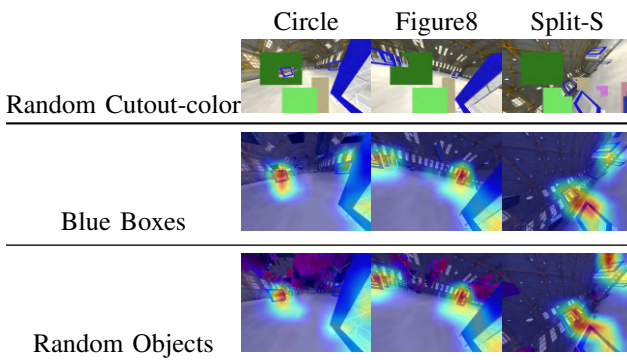 Circle Figure8 Split-S
Random Cutout-color
Blue Boxes
Random Objects